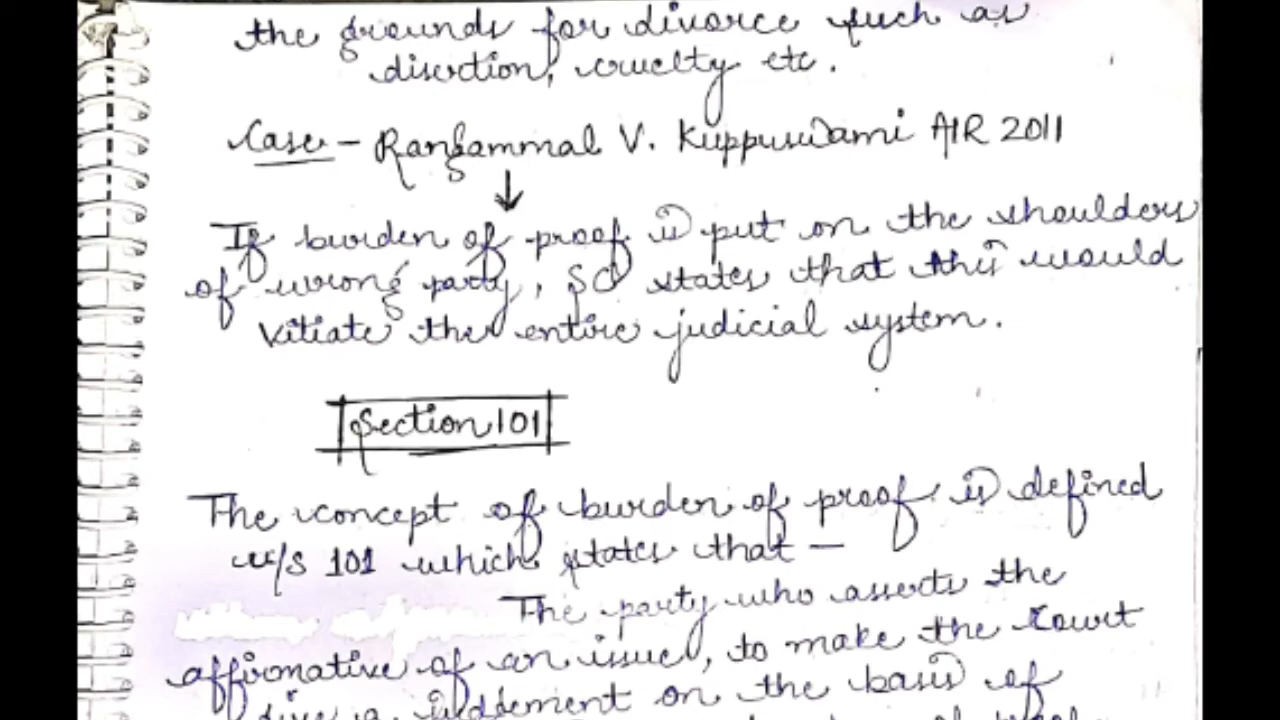 the grounds for divorce such as
disertion, cruelty etc.
Case - Rangammal V. Kuppuswami AIR 2011
↓
If burden of proof is put on the shoulders
of wrong party, SC states that this would
vitiate the entire judicial system.
Section 101
The concept of burden of proof is defined
u/s 101 which states that —
The party who asserts the
affirmative of an issue, to make the Court
give a judgement on the basis of